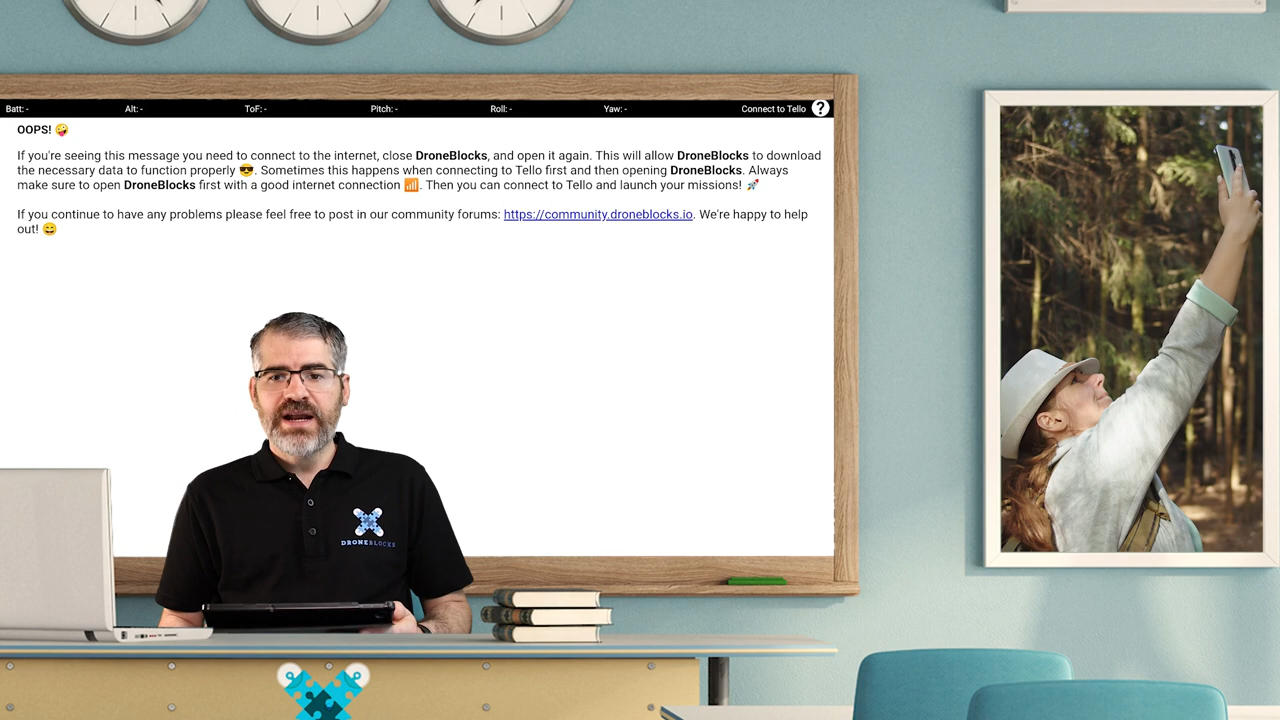 Batt: - Alt: - ToF: - Pitch: - Roll: - Yaw: - Connect to Tello ?
OOPS! 🤪
If you're seeing this message you need to connect to the internet, close DroneBlocks, and open it again. This will allow DroneBlocks to download
the necessary data to function properly 😎. Sometimes this happens when connecting to Tello first and then opening DroneBlocks. Always
make sure to open DroneBlocks first with a good internet connection 📶. Then you can connect to Tello and launch your missions! 🚀
If you continue to have any problems please feel free to post in our community forums: https://community.droneblocks.io. We're happy to help
out! 😄
DRONEBLOCKS